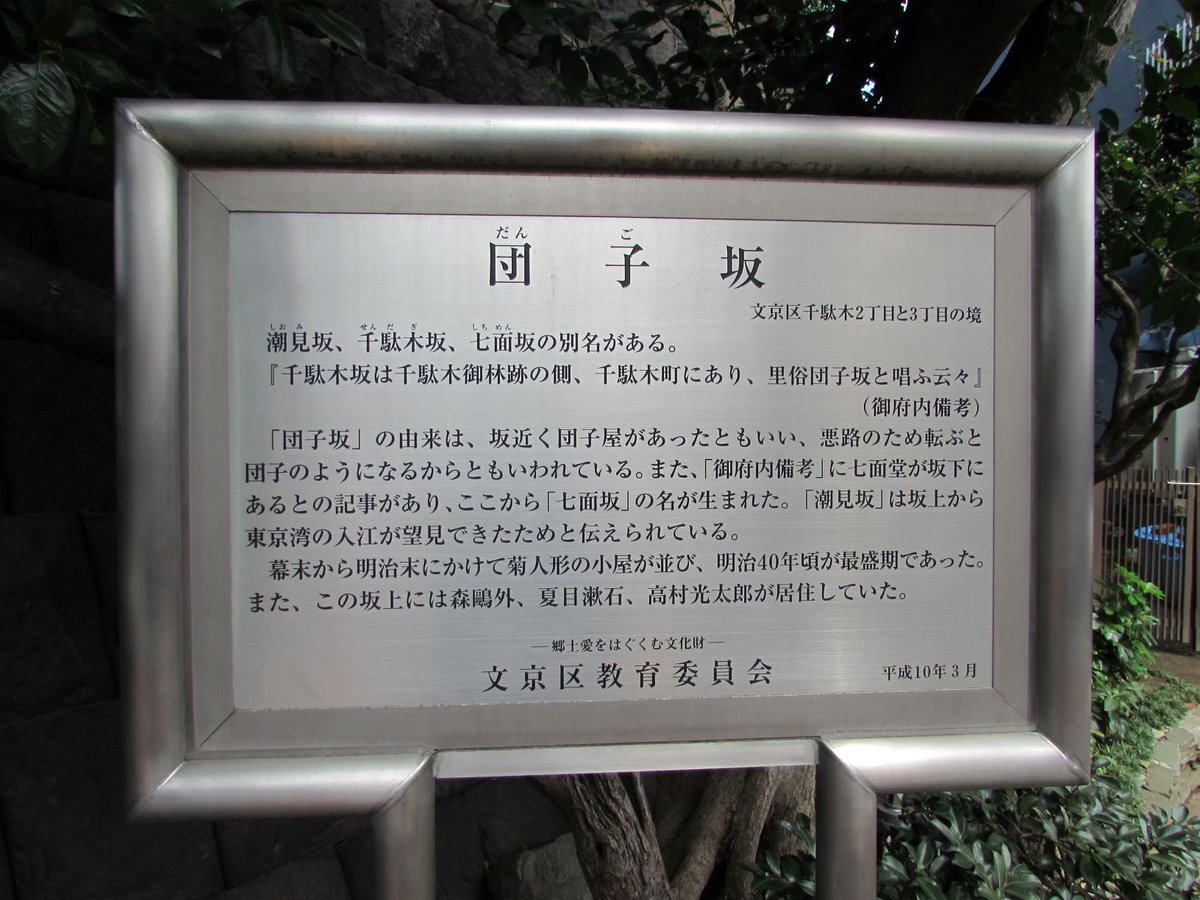 だん ご
団子坂
文京区千駄木2丁目と3丁目の境
しおみ せんだぎ しちめん
潮見坂、千駄木坂、七面坂の別名がある。
『千駄木坂は千駄木御林跡の側、千駄木町にあり、里俗団子坂と唱ふ云々』
（御府内備考）
「団子坂」の由来は、坂近く団子屋があったともいい、悪路のため転ぶと
団子のようになるからともいわれている。また、「御府内備考」に七面堂が坂下に
あるとの記事があり、ここから「七面坂」の名が生まれた。「潮見坂」は坂上から
東京湾の入江が望見できたためと伝えられている。
幕末から明治末にかけて菊人形の小屋が並び、明治40年頃が最盛期であった。
また、この坂上には森鷗外、夏目漱石、高村光太郎が居住していた。
―郷土愛をはぐくむ文化財―
文京区教育委員会 平成10年3月